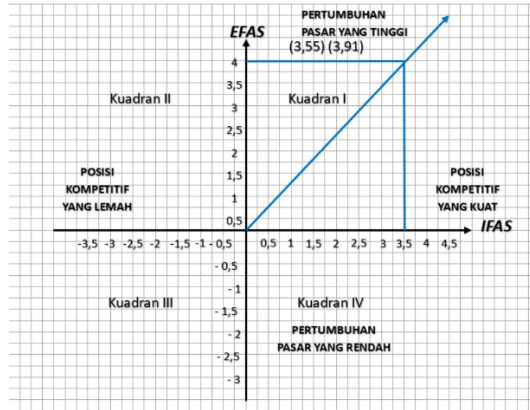 PERTUMBUHAN
PASAR YANG TINGGI
EFAS
(3,55) (3,91)
4
3,5
Kuadran II
Kuadran I
3
2,5
2
POSISI
KOMPETITIF
YANG LEMAH
POSISI
KOMPETITIF
YANG KUAT
1,5
1
0,5
IFAS
-3,5 -3 -2,5 -2 -1,5 -1 - 0,5
0,5 1 1,5 2 2,5 3 3,5 4 4,5
- 0,5
- 1
Kuadran III
Kuadran IV
- 1,5
- 2
PERTUMBUHAN
PASAR YANG RENDAH
- 2,5
- 3